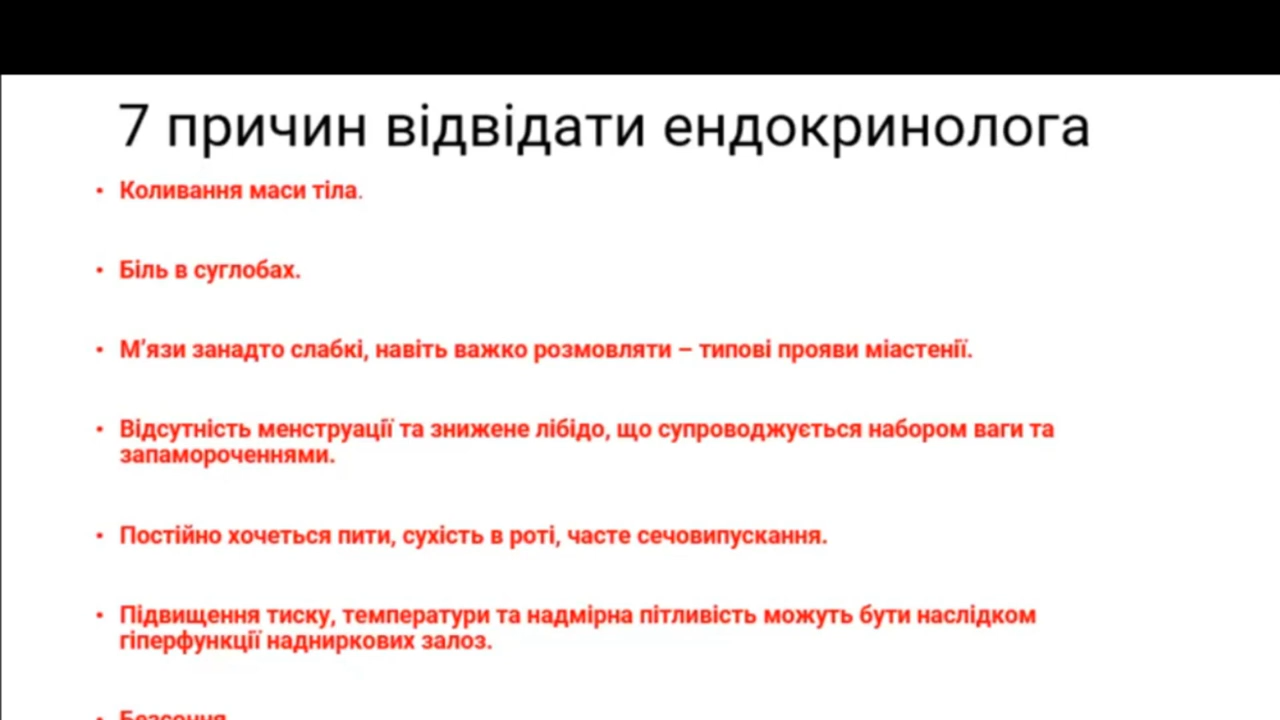 7 причин відвідати ендокринолога
• Коливання маси тіла.
• Біль в суглобах.
• М’язи занадто слабкі, навіть важко розмовляти – типові прояви міастенії.
• Відсутність менструації та знижене лібідо, що супроводжується набором ваги та
запамороченнями.
• Постійно хочеться пити, сухість в роті, часте сечовипускання.
• Підвищення тиску, температури та надмірна пітливість можуть бути наслідком
гіперфункції надниркових залоз.
• Безсоння